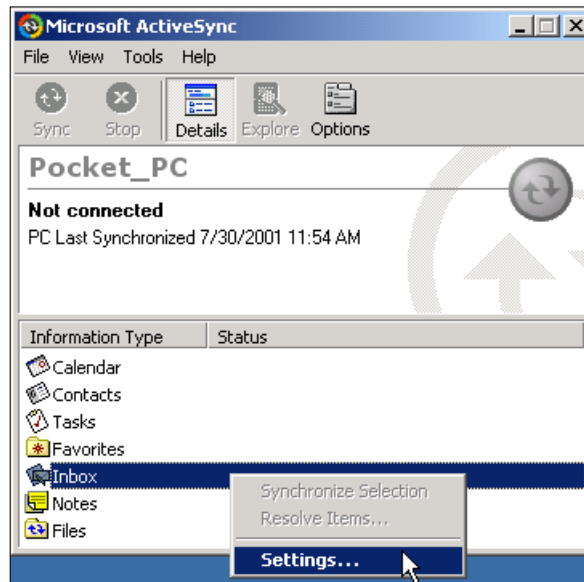 Microsoft ActiveSync
File View Tools Help
Sync Stop Details Explore Options
Pocket_PC
Not connected
PC Last Synchronized 7/30/2001 11:54 AM
Information Type Status
Calendar
Contacts
Tasks
Favorites
Inbox
Synchronize Selection
Notes
Resolve Items...
Files
Settings...